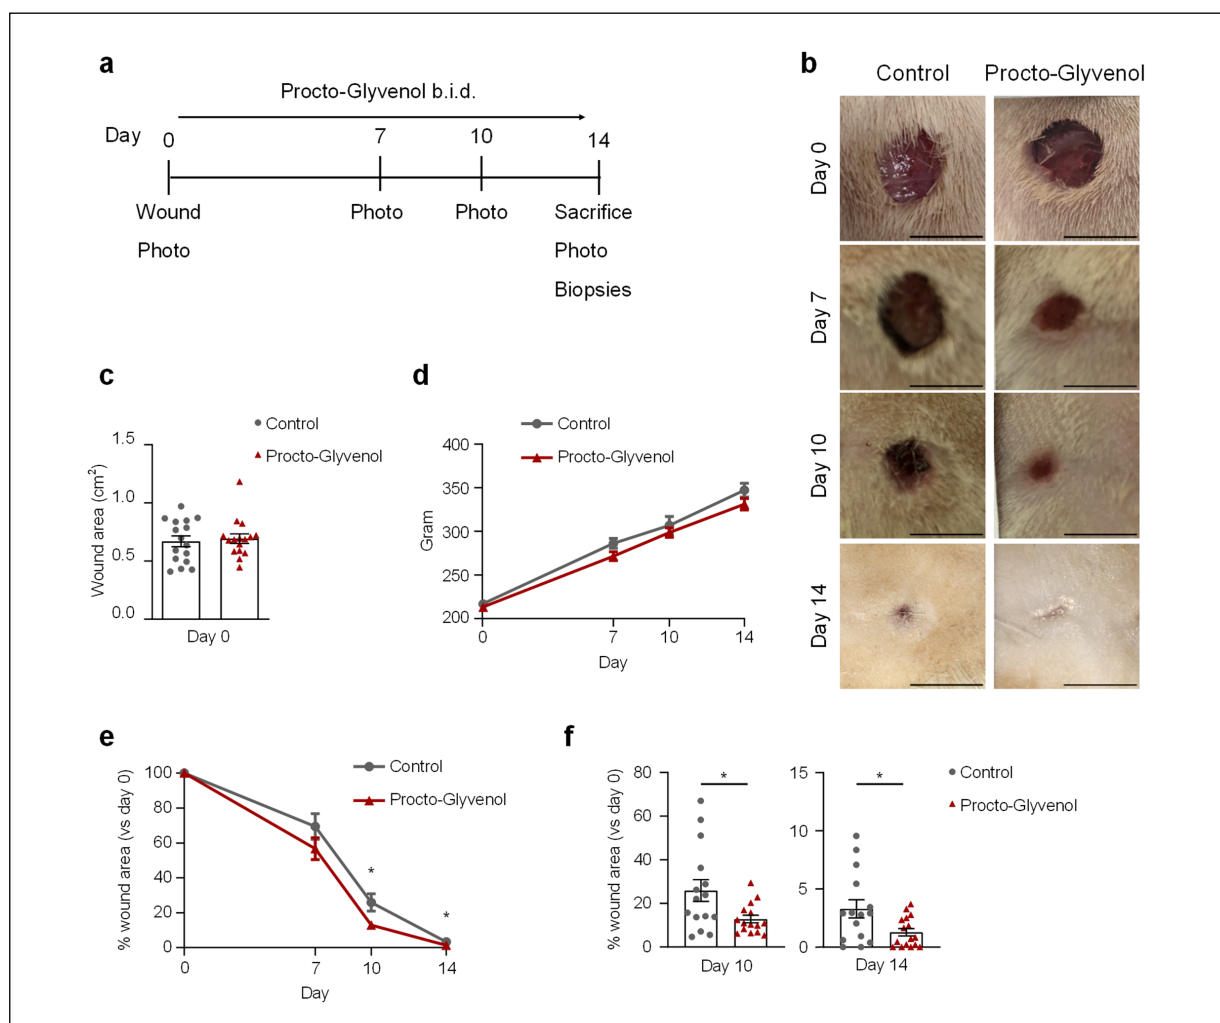 a
Procto-Glyvenol b.i.d.
Day 0 7 10 14
Wound Photo Photo Sacrifice
Photo Photo
Biopsies
b
Control Procto-Glyvenol
Day 0
Day 7
Day 10
Day 14
c
Control
Procto-Glyvenol
Wound area (cm²)
1.5
1.0
0.5
0.0
Day 0
d
Control
Procto-Glyvenol
Gram
400
350
300
250
200
0 7 10 14
Day
e
Control
Procto-Glyvenol
% wound area (vs day 0)
100
80
60
40
20
0
* *
0 7 10 14
Day
f
% wound area (vs day 0)
80
60
40
20
0
*
Day 10
15
10
5
0
*
Day 14
Control
Procto-Glyvenol